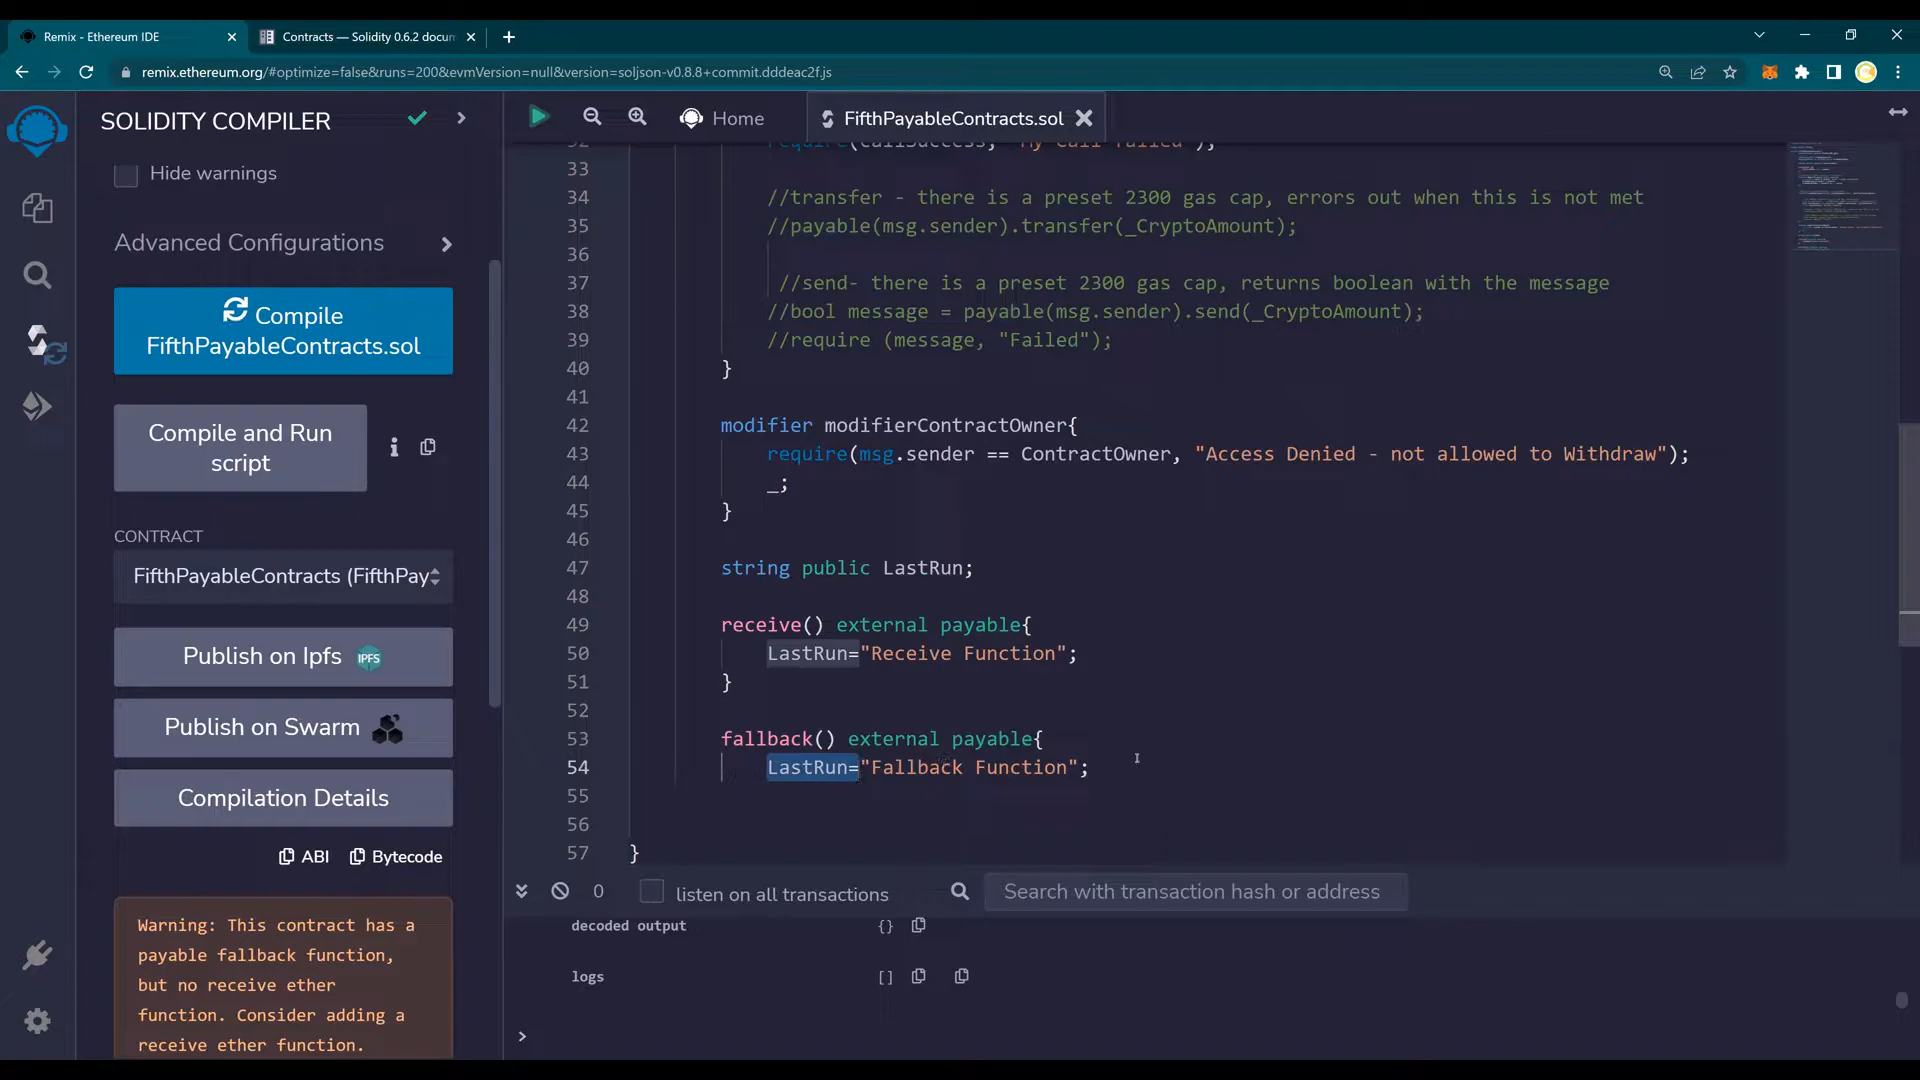 Remix - Ethereum IDE
Contracts — Solidity 0.6.2 docum
remix.ethereum.org/#optimize=false&runs=200&evmVersion=null&version=soljson-v0.8.8+commit.dddeac2f.js
SOLIDITY COMPILER
Home
FifthPayableContracts.sol
Hide warnings
Advanced Configurations
Compile
FifthPayableContracts.sol
Compile and Run
script
CONTRACT
FifthPayableContracts (FifthPay
Publish on Ipfs
IPFS
Publish on Swarm
Compilation Details
ABI
Bytecode
Warning: This contract has a
payable fallback function,
but no receive ether
function. Consider adding a
receive ether function.
32 require(callSuccess, "My Call Failed");
33
34 //transfer - there is a preset 2300 gas cap, errors out when this is not met
35 //payable(msg.sender).transfer(_CryptoAmount);
36
37 //send- there is a preset 2300 gas cap, returns boolean with the message
38 //bool message = payable(msg.sender).send(_CryptoAmount);
39 //require (message, "Failed");
40 }
41
42 modifier modifierContractOwner{
43 require(msg.sender == ContractOwner, "Access Denied - not allowed to Withdraw");
44 _;
45 }
46
47 string public LastRun;
48
49 receive() external payable{
50 LastRun="Receive Function";
51 }
52
53 fallback() external payable{
54 LastRun="Fallback Function";
55
56
57 }
0
listen on all transactions
Search with transaction hash or address
decoded output {}
logs []
>